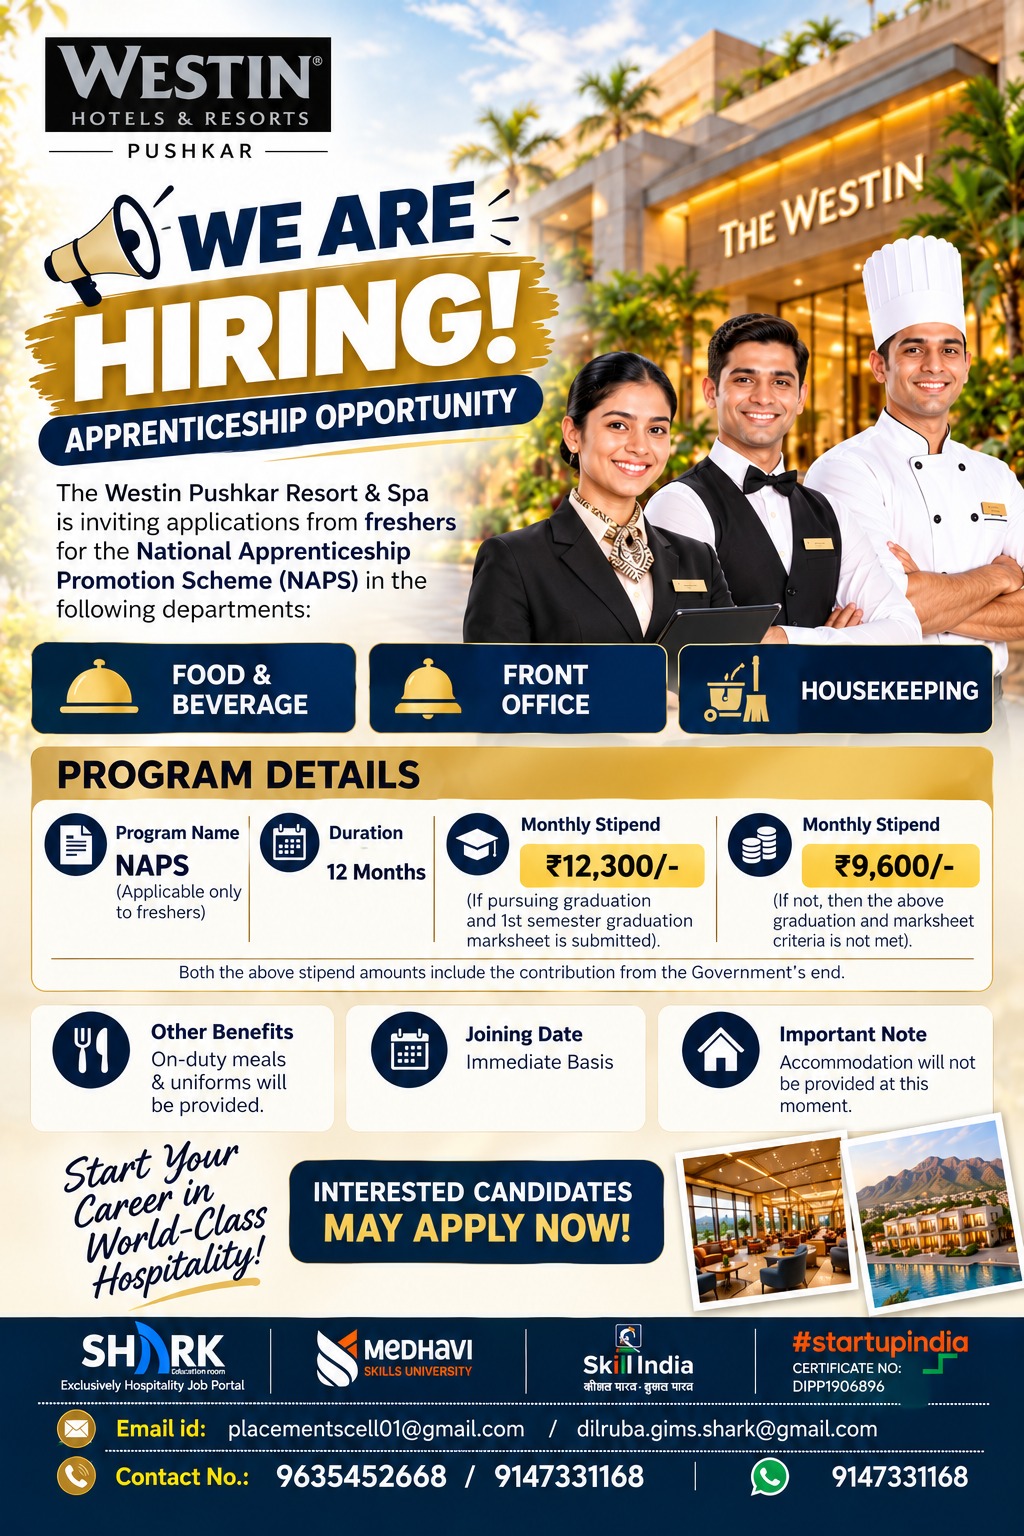 WESTIN®
HOTELS & RESORTS
PUSHKAR
THE WESTIN
WE ARE
HIRING!
APPRENTICESHIP OPPORTUNITY
The Westin Pushkar Resort & Spa
is inviting applications from freshers
for the National Apprenticeship
Promotion Scheme (NAPS) in the
following departments:
FOOD &
BEVERAGE
FRONT
OFFICE
HOUSEKEEPING
PROGRAM DETAILS
Program Name
NAPS
(Applicable only
to freshers)
Duration
12 Months
Monthly Stipend
₹12,300/-
(If pursuing graduation
and 1st semester graduation
marksheet is submitted).
Monthly Stipend
₹9,600/-
(If not, then the above
graduation and marksheet
criteria is not met).
Both the above stipend amounts include the contribution from the Government's end.
Other Benefits
On-duty meals
& uniforms will
be provided.
Joining Date
Immediate Basis
Important Note
Accommodation will not
be provided at this
moment.
Start Your
Career in
World-Class
Hospitality!
INTERESTED CANDIDATES
MAY APPLY NOW!
SHARK
Education room
Exclusively Hospitality Job Portal
MEDHAVI
SKILLS UNIVERSITY
Skill India
#startupindia
CERTIFICATE NO:
DIPP1906896
Email id: placementscell01@gmail.com / dilruba.gims.shark@gmail.com
Contact No.: 9635452668 / 9147331168 | 9147331168